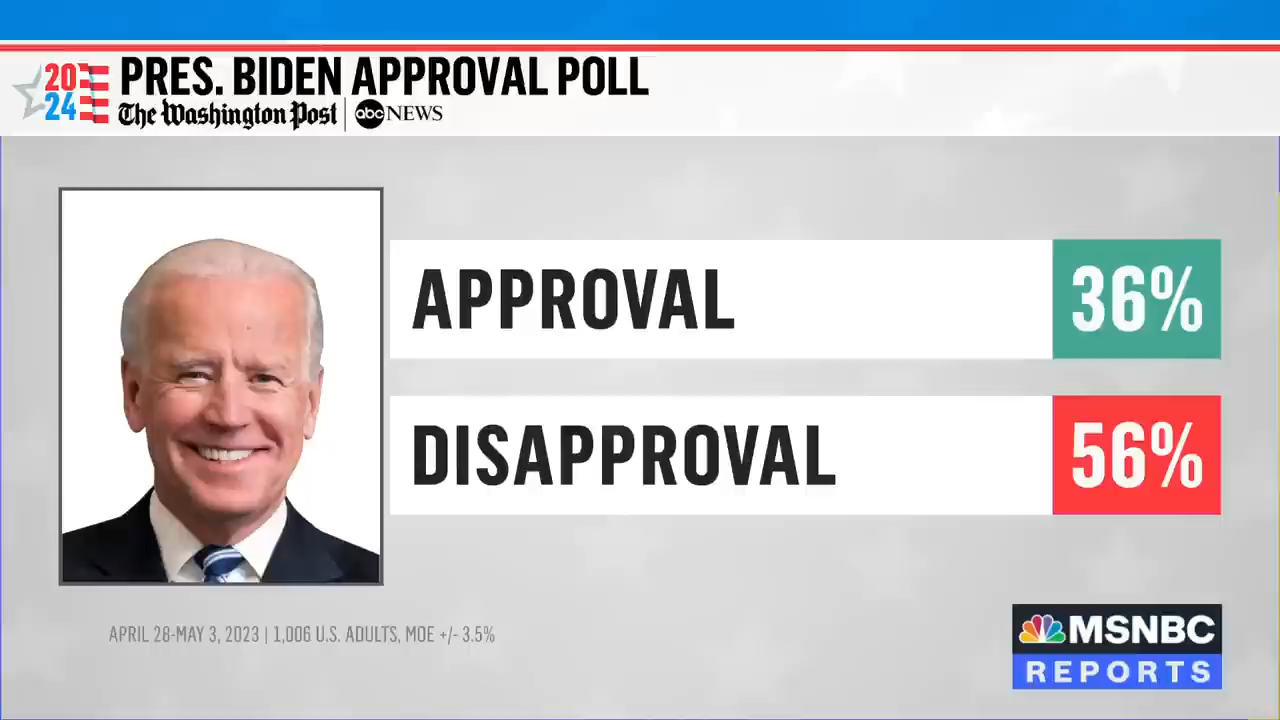 2024
PRES. BIDEN APPROVAL POLL
The Washington Post | abc NEWS
APPROVAL 36%
DISAPPROVAL 56%
APRIL 28-MAY 3, 2023 | 1,006 U.S. ADULTS, MOE +/- 3.5%
MSNBC
REPORTS